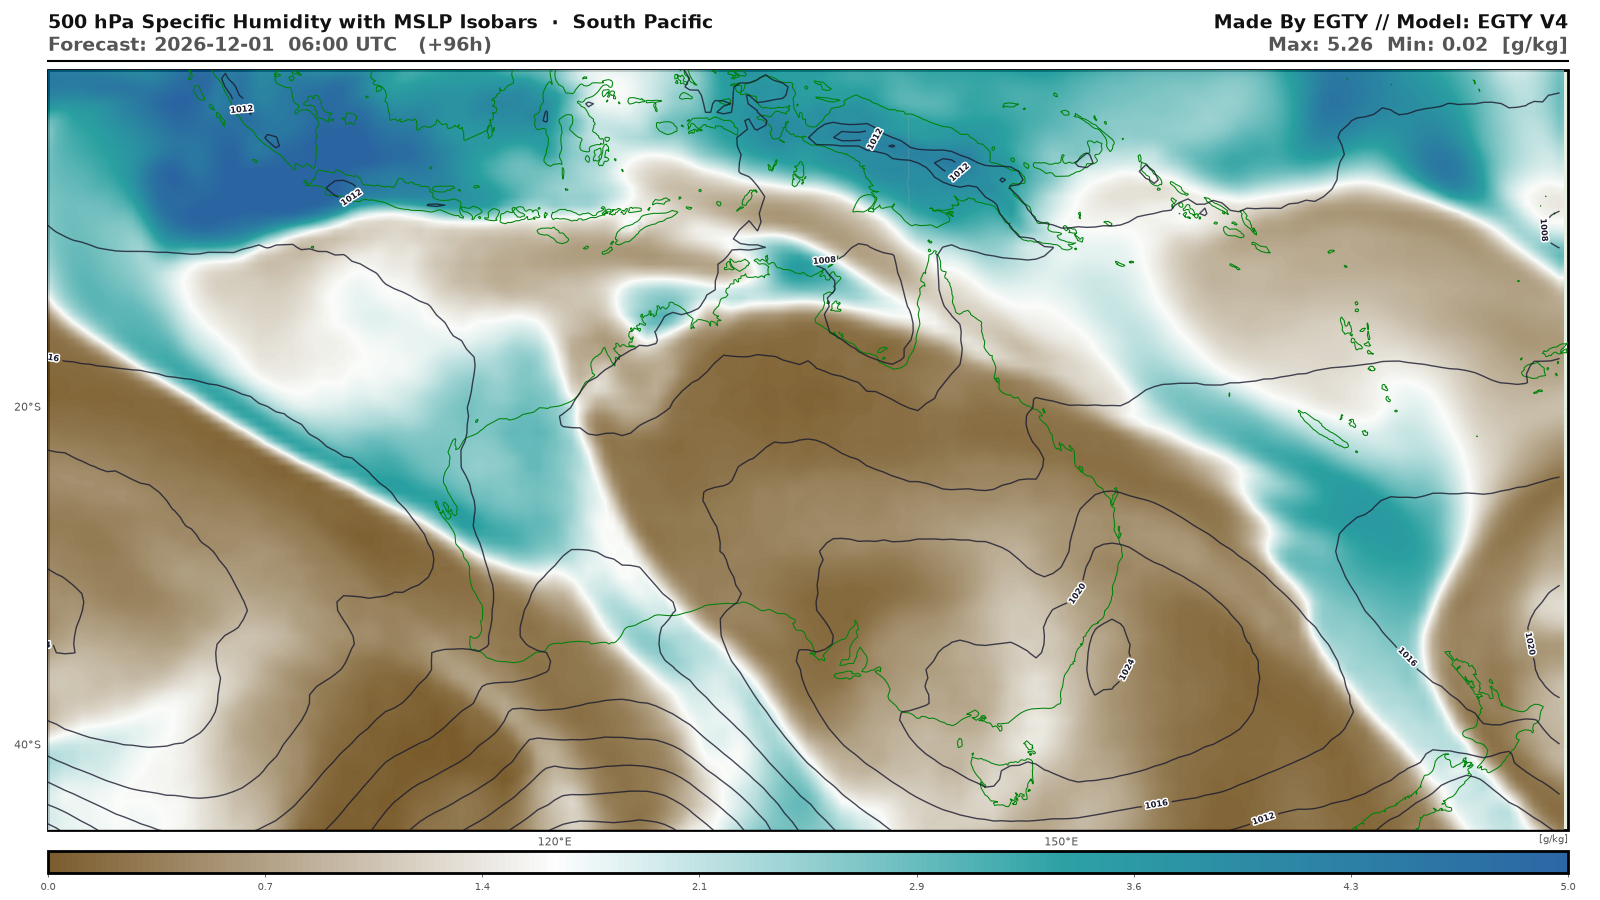 500 hPa Specific Humidity with MSLP Isobars · South Pacific
Made By EGTY // Model: EGTY V4
Forecast: 2026-12-01 06:00 UTC (+96h)
Max: 5.26 Min: 0.02 [g/kg]
1012
1012
1012
1012
1008
1008
16
20°S
1020
1016
1020
1024
40°S
1016
1012
120°E
150°E
[g/kg]
0.0
0.7
1.4
2.1
2.9
3.6
4.3
5.0